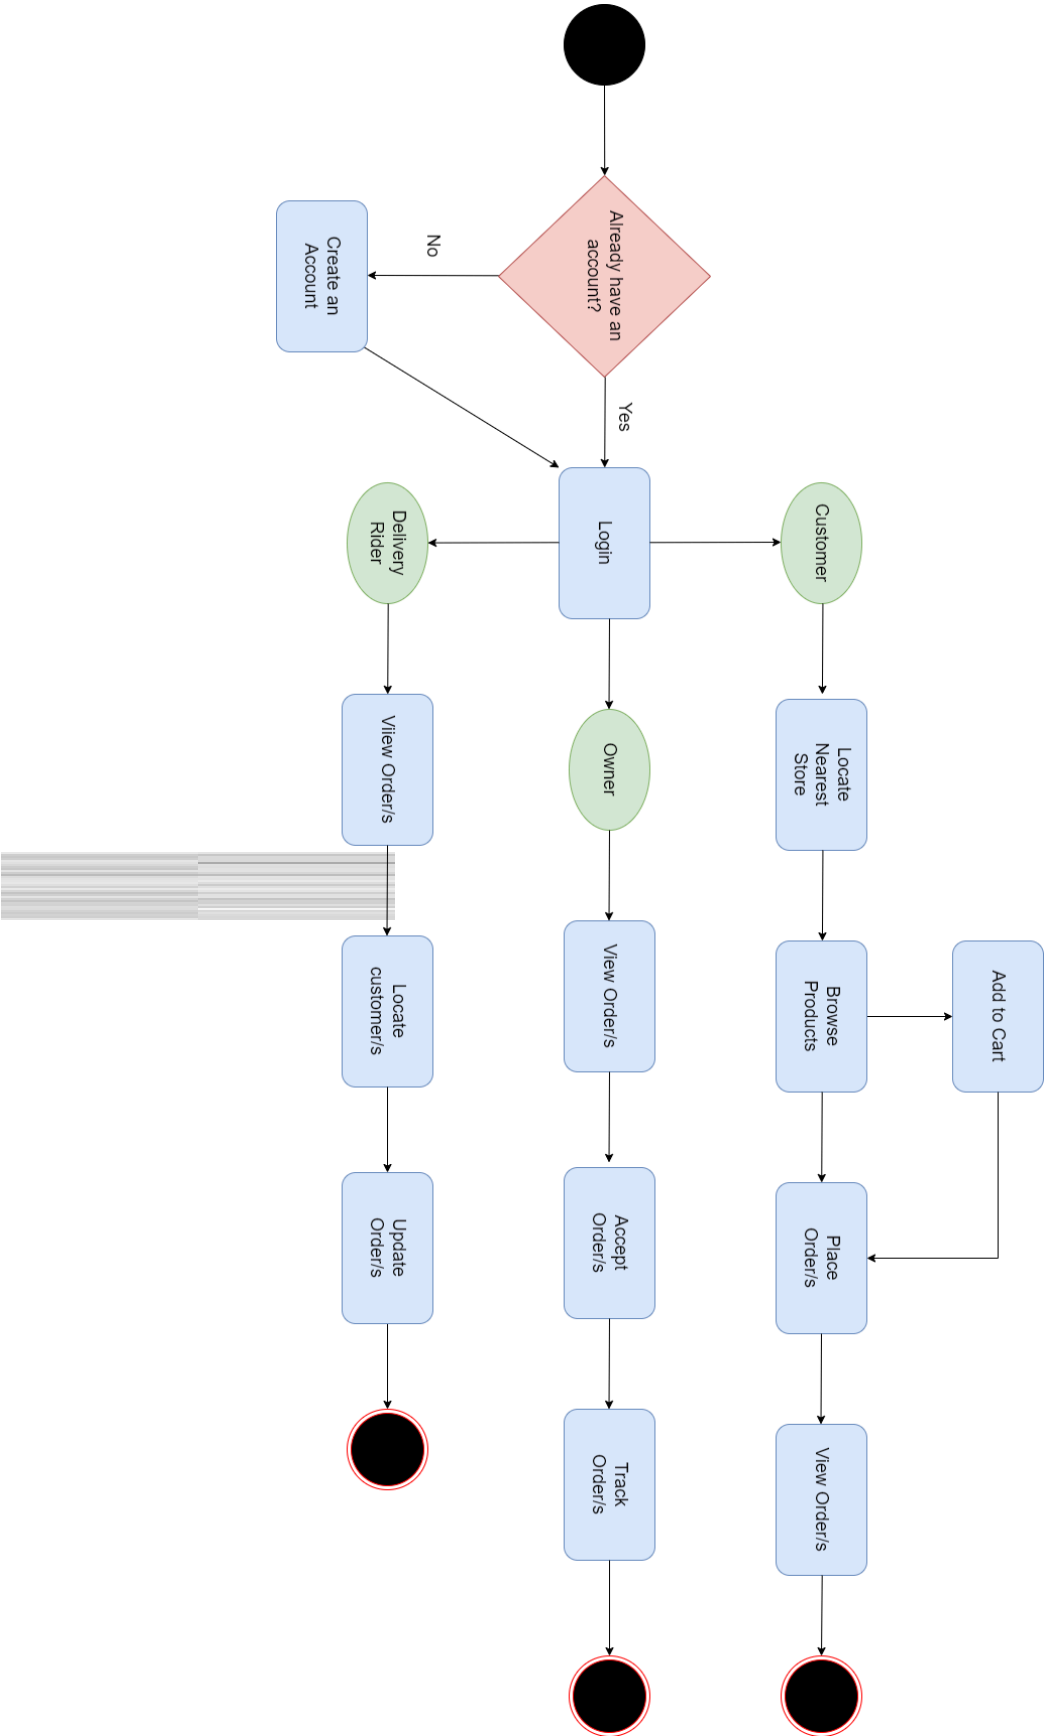 Already have an
account?
No
Create an
Account
Yes
Login
Customer
Delivery
Rider
Owner
Locate
Nearest
Store
Viiew Order/s
View Order/s
Browse
Products
Add to Cart
Locate
customer/s
Place
Order/s
Accept
Order/s
Update
Order/s
View Order/s
Track
Order/s